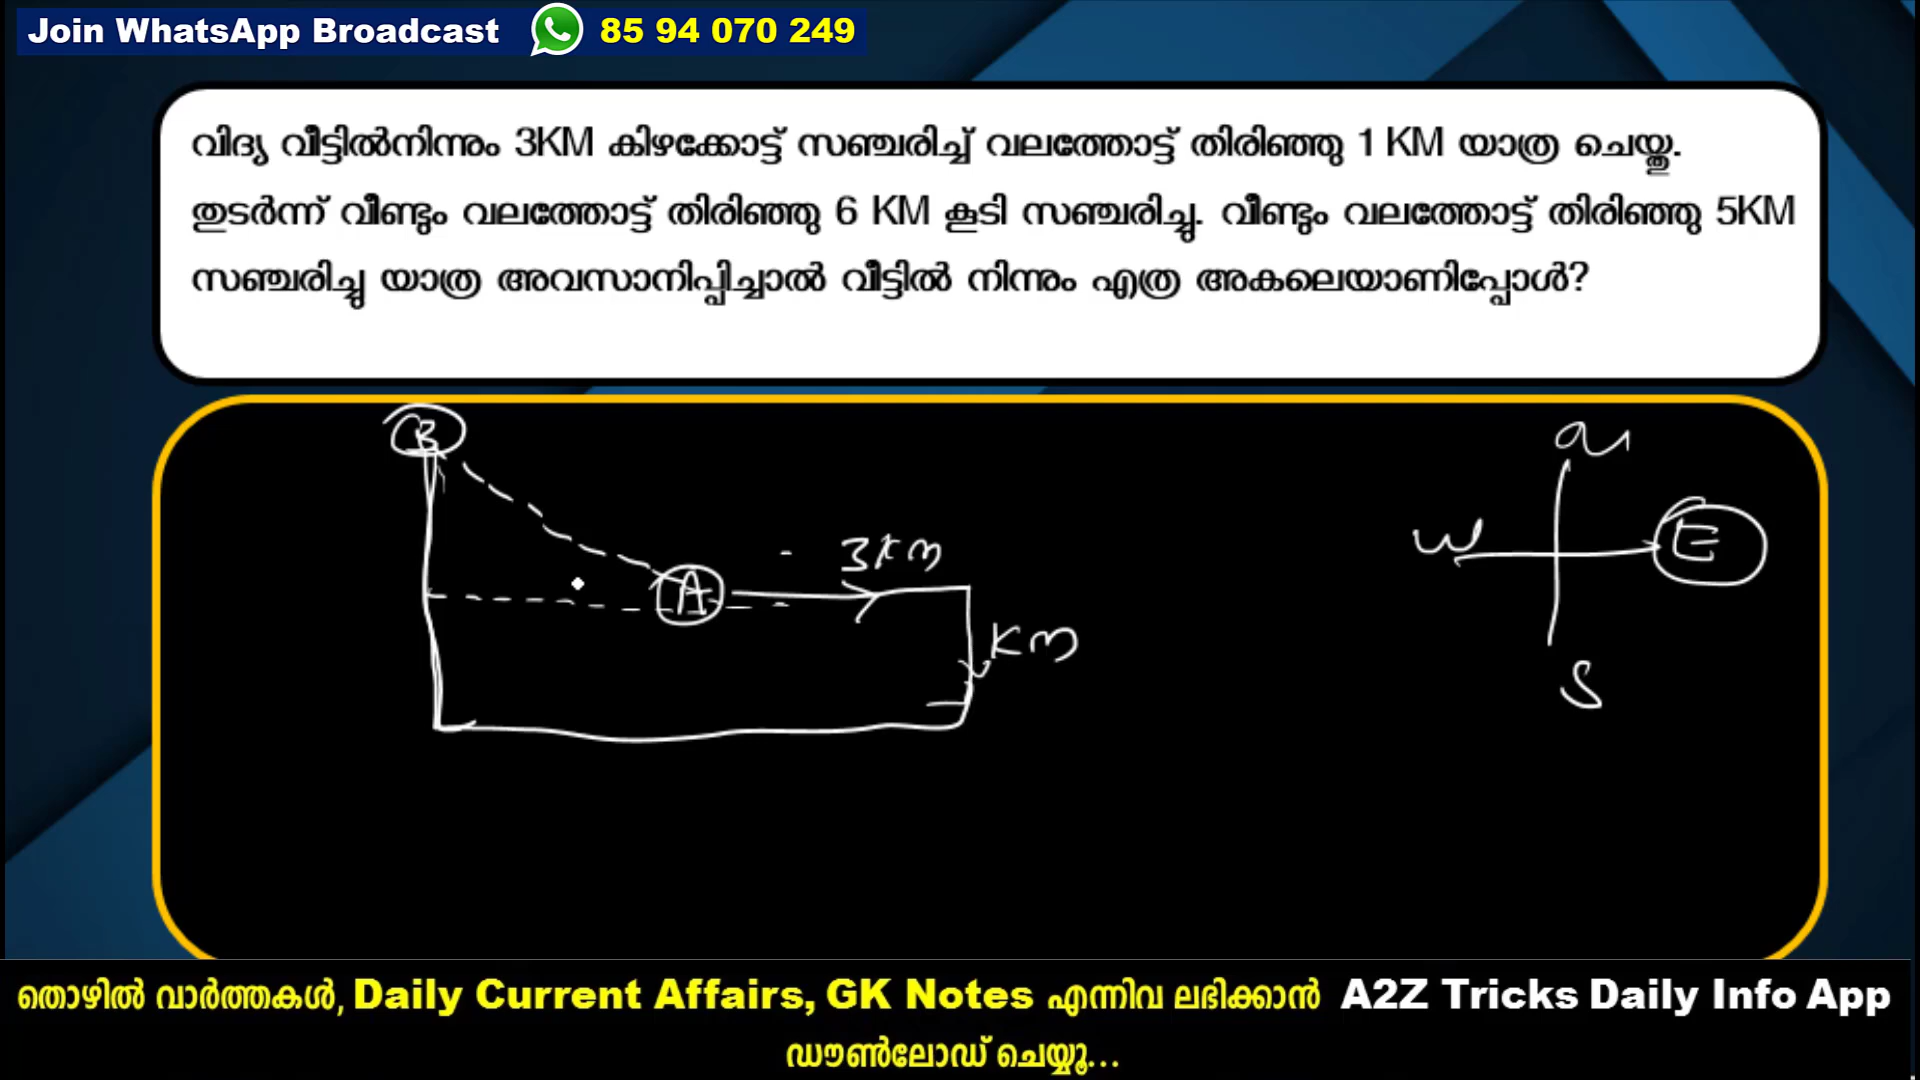 Join WhatsApp Broadcast 85 94 070 249
വിദ്യ വീട്ടിൽനിന്നും 3KM കിഴക്കോട്ട് സഞ്ചരിച്ച് വലത്തോട്ട് തിരിഞ്ഞു 1 KM യാത്ര ചെയ്തു.
തുടർന്ന് വീണ്ടും വലത്തോട്ട് തിരിഞ്ഞു 6 KM കൂടി സഞ്ചരിച്ചു. വീണ്ടും വലത്തോട്ട് തിരിഞ്ഞു 5KM
സഞ്ചരിച്ചു യാത്ര അവസാനിപ്പിച്ചാൽ വീട്ടിൽ നിന്നും എത്ര അകലെയാണിപ്പോൾ?
B
3KM
W
E
A
KM
S
തൊഴിൽ വാർത്തകൾ, Daily Current Affairs, GK Notes എന്നിവ ലഭിക്കാൻ A2Z Tricks Daily Info App
ഡൗൺലോഡ് ചെയ്യൂ...